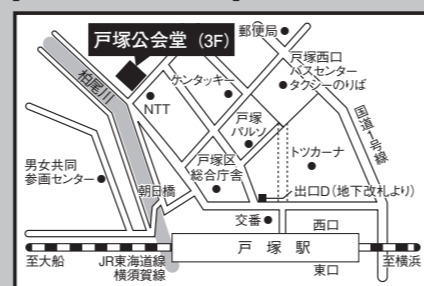 戸塚公会堂（3F）
郵便局
柏尾川
ケンタッキー
戸塚西口
バスセンター
タクシーのりば
NTT
戸塚
パルソ
国道1号線
戸塚区
総合庁舎
トツカーナ
男女共同
参画センター
朝日橋
出口D（地下改札より）
交番
西口
戸塚駅
至大船
JR東海道線
横須賀線
至横浜
東口